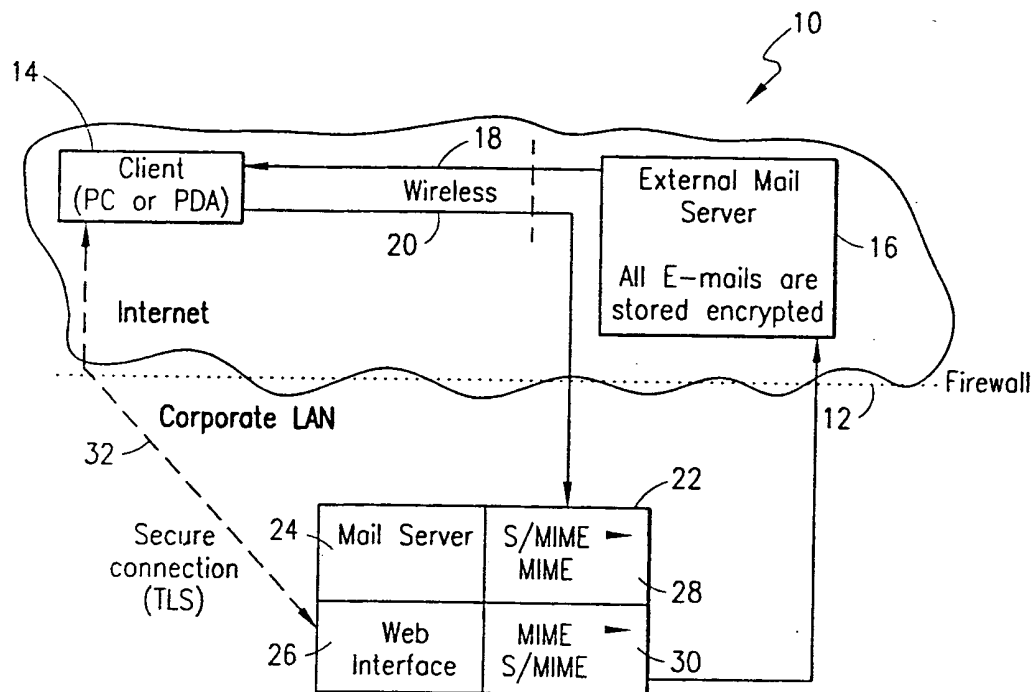 10
14
Client
(PC or PDA)
18
Wireless
20
External Mail
Server
All E-mails are
stored encrypted
16
Internet
Firewall
12
Corporate LAN
32
Secure
connection
(TLS)
22
24
Mail Server
S/MIME
MIME
28
26
Web
Interface
MIME
S/MIME
30